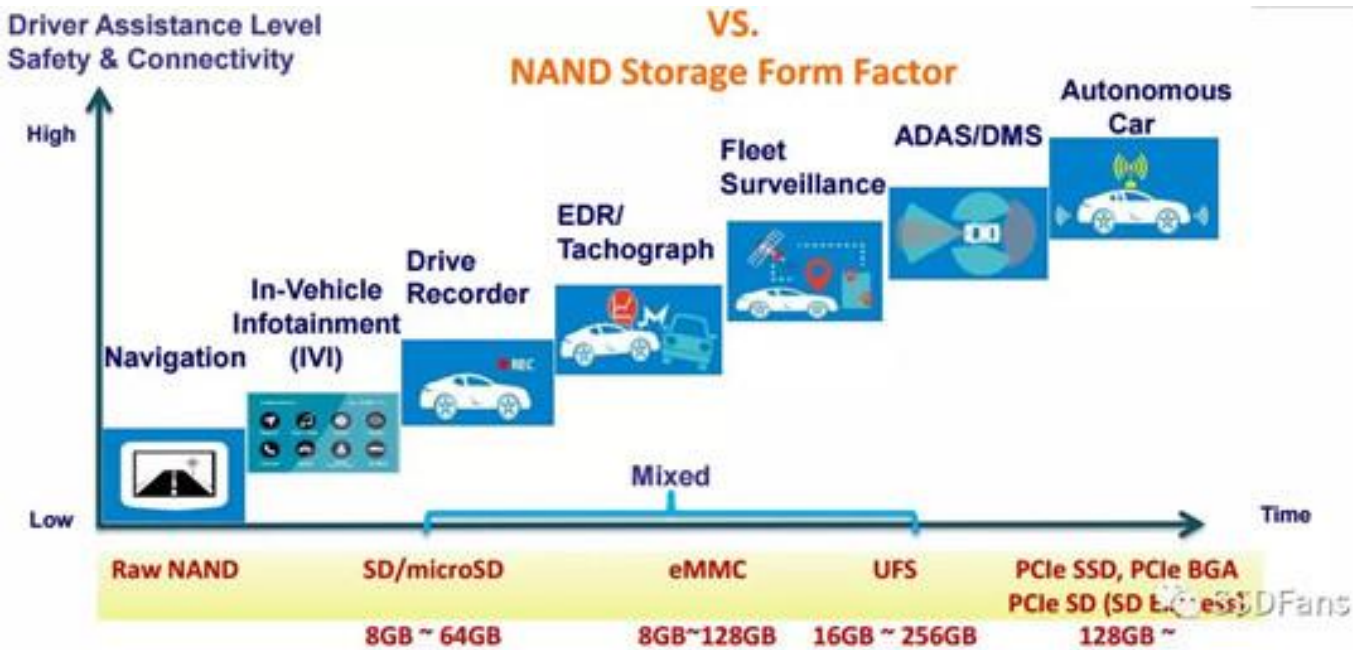 Driver Assistance Level
Safety & Connectivity
VS.
NAND Storage Form Factor
High
Autonomous
Car
ADAS/DMS
Fleet
Surveillance
EDR/
Tachograph
Drive
Recorder
REC
In-Vehicle
Infotainment
(IVI)
Navigation
Mixed
Low
Time
Raw NAND
SD/microSD
eMMC
UFS
PCIe SSD, PCIe BGA
PCIe SD (SD
SSDFans
8GB ~ 64GB
8GB~128GB
16GB ~ 256GB
128GB ~